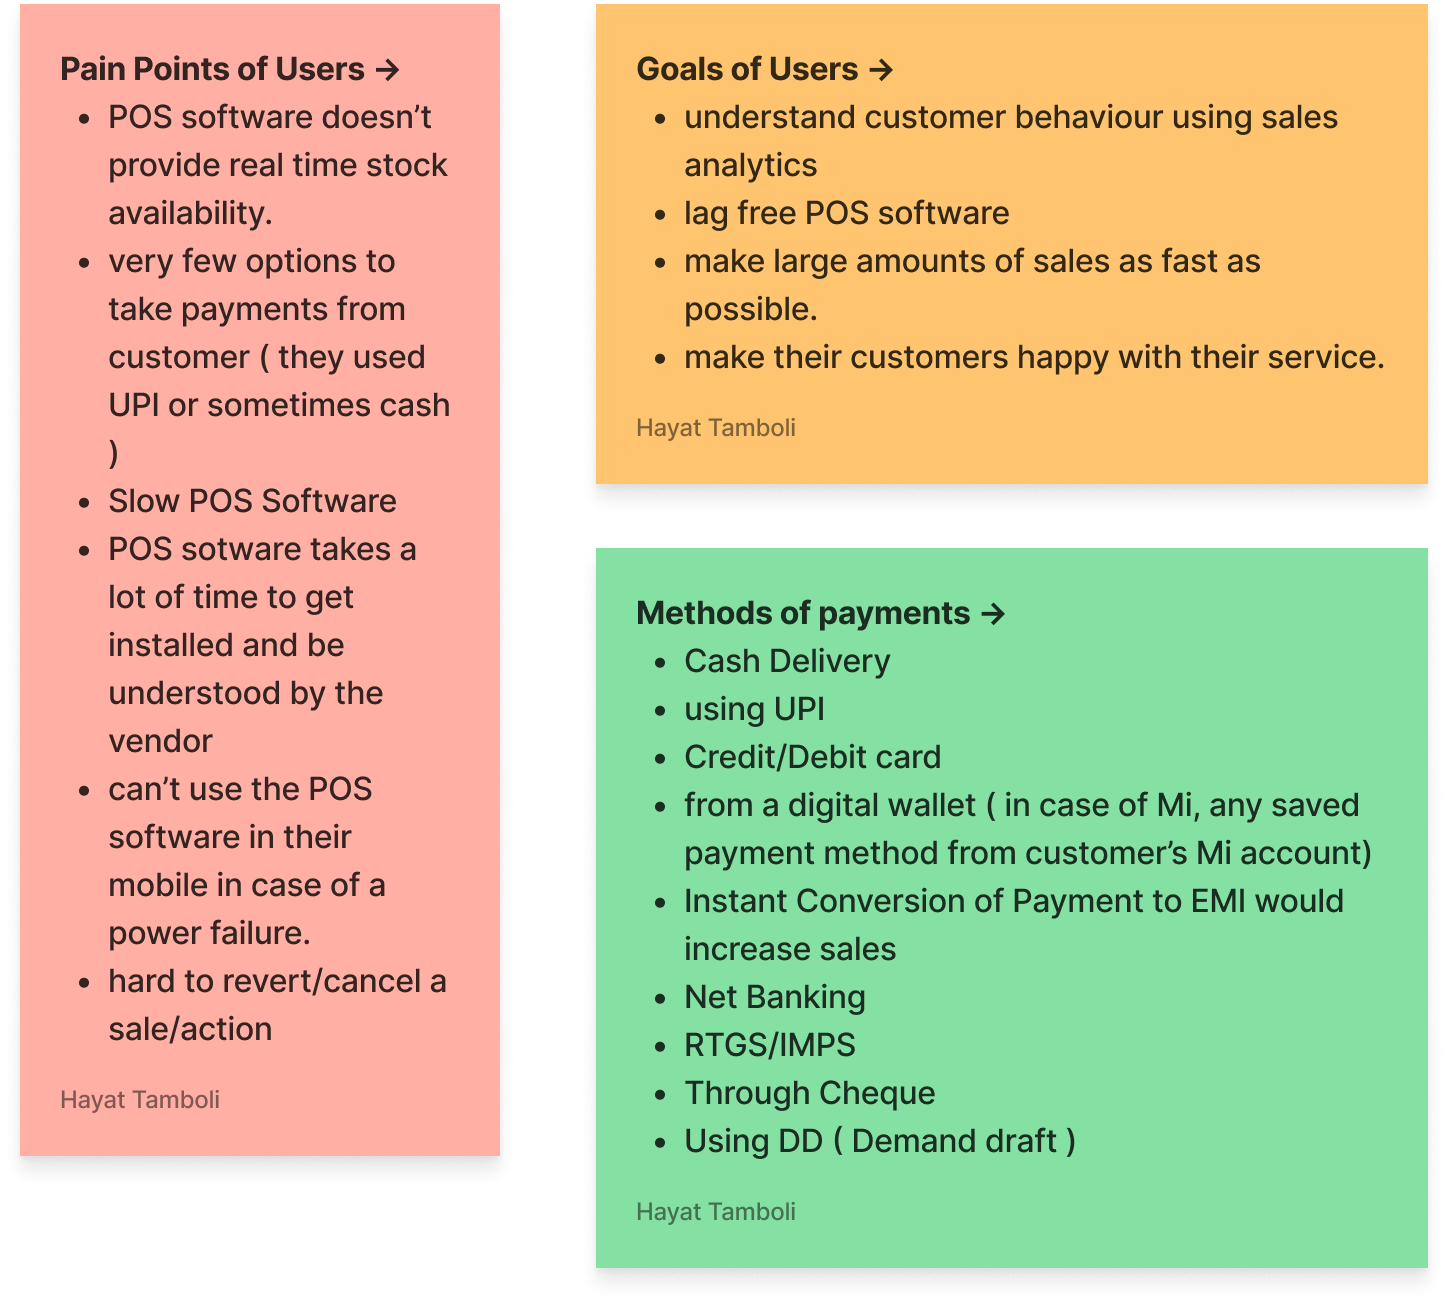 Pain Points of Users →
• POS software doesn’t
provide real time stock
availability.
• very few options to
take payments from
customer ( they used
UPI or sometimes cash
)
• Slow POS Software
• POS sotware takes a
lot of time to get
installed and be
understood by the
vendor
• can’t use the POS
software in their
mobile in case of a
power failure.
• hard to revert/cancel a
sale/action
Hayat Tamboli
Goals of Users →
• understand customer behaviour using sales
analytics
• lag free POS software
• make large amounts of sales as fast as
possible.
• make their customers happy with their service.
Hayat Tamboli
Methods of payments →
• Cash Delivery
• using UPI
• Credit/Debit card
• from a digital wallet ( in case of Mi, any saved
payment method from customer’s Mi account)
• Instant Conversion of Payment to EMI would
increase sales
• Net Banking
• RTGS/IMPS
• Through Cheque
• Using DD ( Demand draft )
Hayat Tamboli